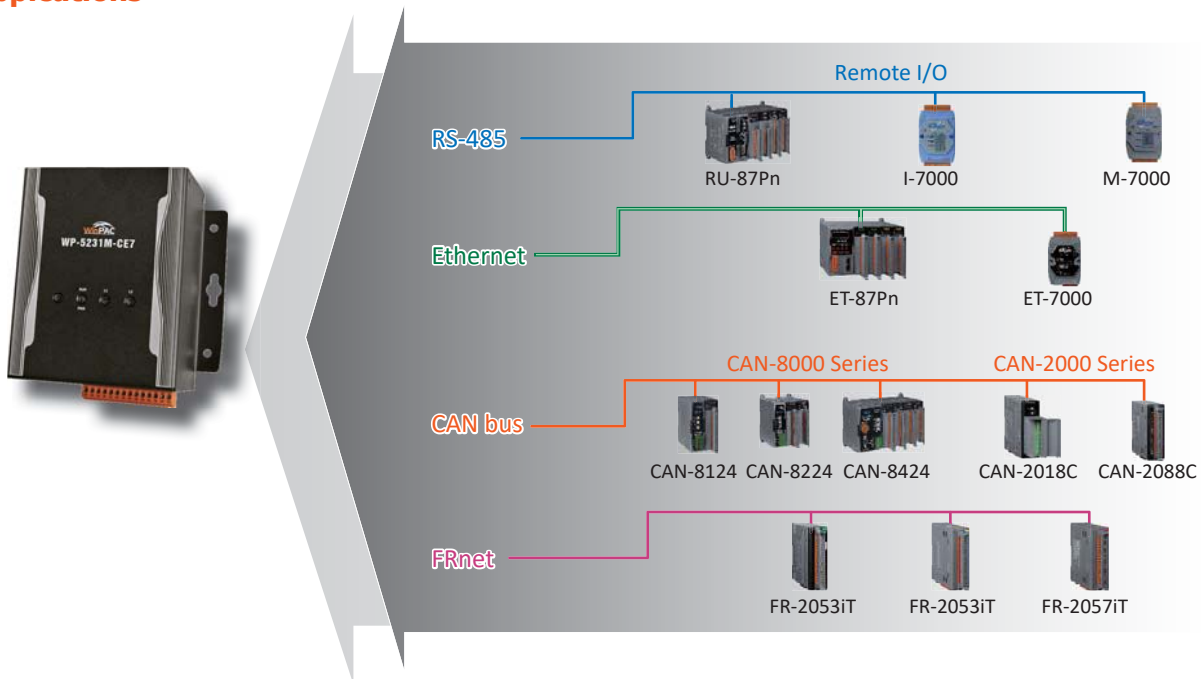 Remote I/O
RS-485
RU-87Pn
I-7000
M-7000
WinPAC
WP-5231M-CE7
Ethernet
ET-87Pn
ET-7000
CAN-8000 Series
CAN-2000 Series
CAN bus
CAN-8124
CAN-8224
CAN-8424
CAN-2018C
CAN-2088C
FRnet
FR-2053iT
FR-2053iT
FR-2057iT